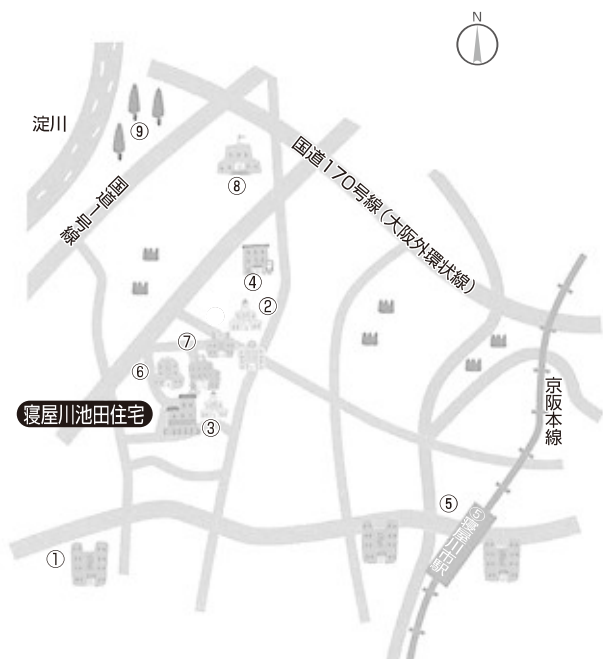 N
淀川
⑨
国道170号線(大阪外環状線)
⑧
国道1号線
④
②
⑦
⑥
寝屋川池田住宅
③
京阪本線
⑤
⑤寝屋川市駅
①